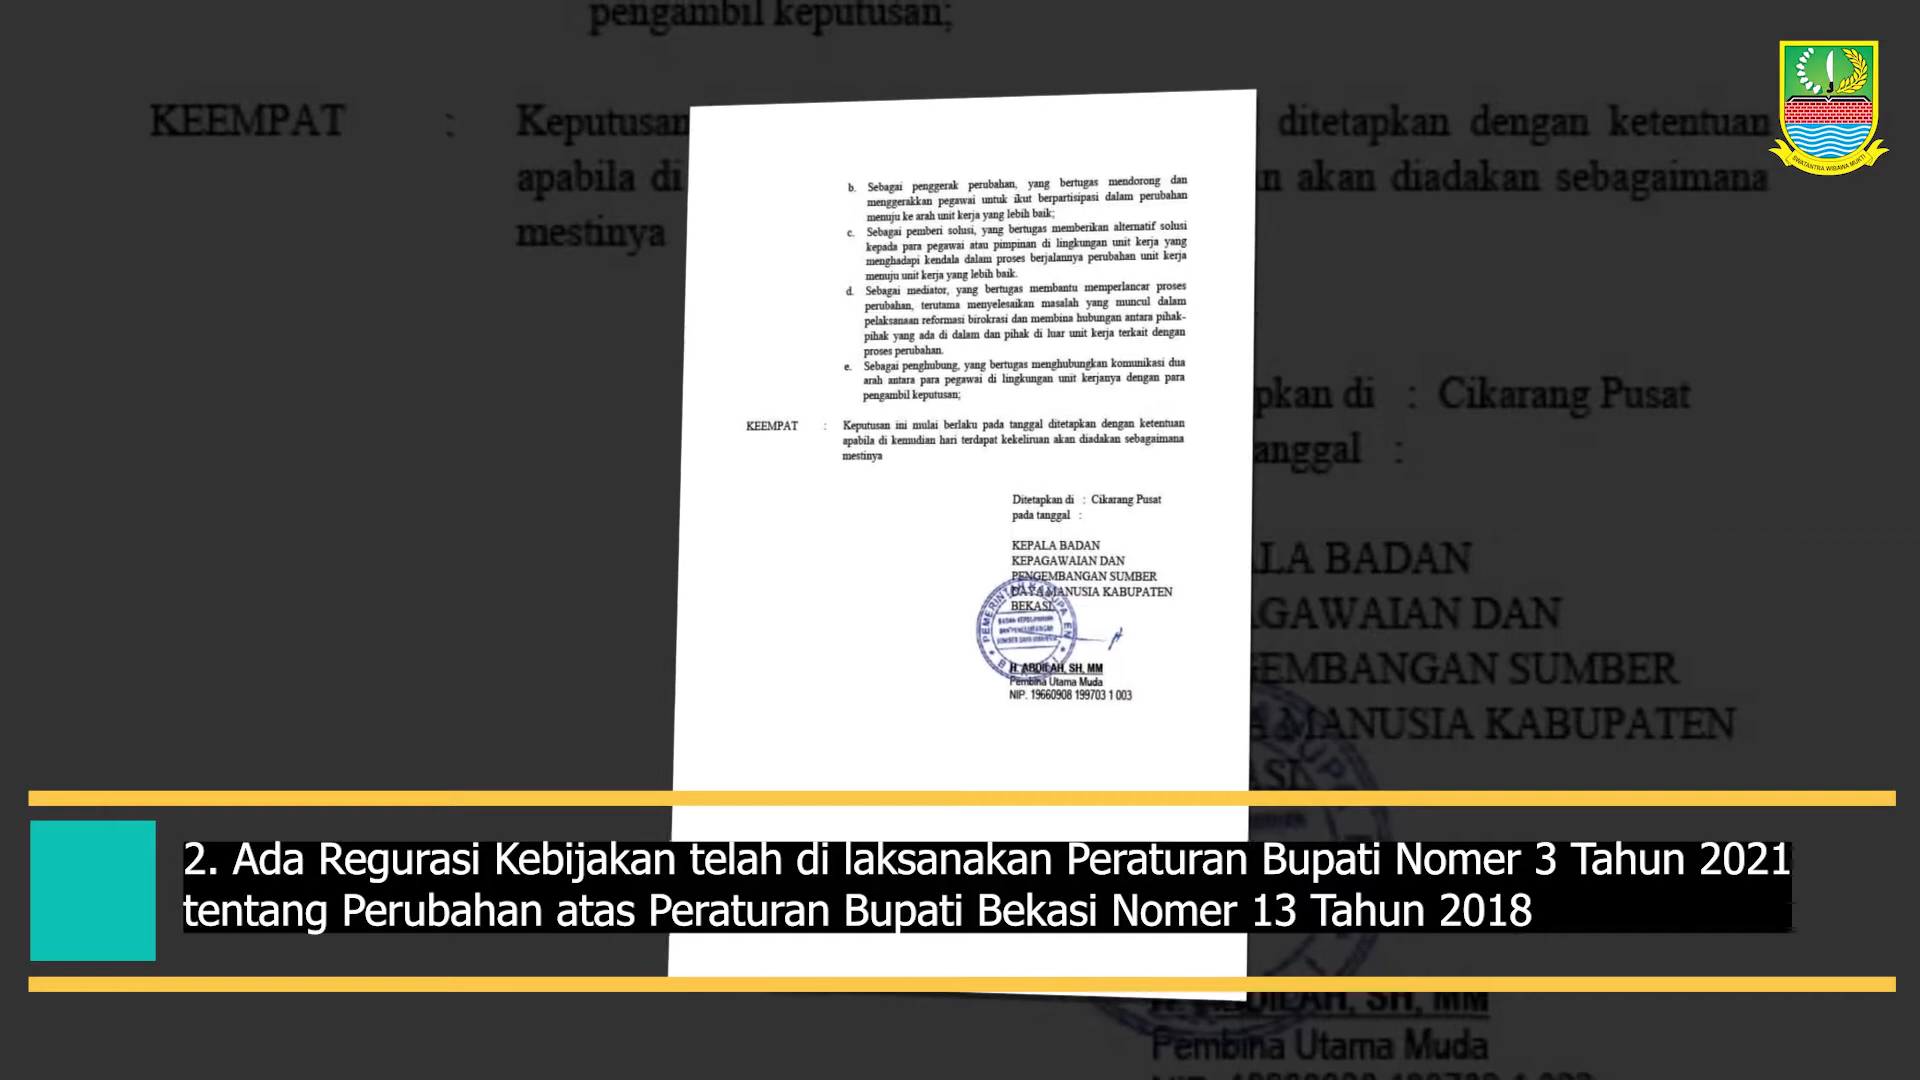 pengambil keputusan;
KEEMPAT : Keputusan ditetapkan dengan ketentuan
apabila di akan diadakan sebagaimana
mestinya
SWATANTRA WIBAWA MUKTI
b. Sebagai penggerak perubahan, yang bertugas mendorong dan
menggerakkan pegawai untuk ikut berpartisipasi dalam perubahan
menuju ke arah unit kerja yang lebih baik;
c. Sebagai pemberi solusi, yang bertugas memberikan alternatif solusi
kepada para pegawai atau pimpinan di lingkungan unit kerja yang
menghadapi kendala dalam proses berjalannya perubahan unit kerja
menuju unit kerja yang lebih baik.
d. Sebagai mediator, yang bertugas membantu memperlancar proses
perubahan, terutama menyelesaikan masalah yang muncul dalam
pelaksanaan reformasi birokrasi dan membina hubungan antara pihak-
pihak yang ada di dalam dan pihak di luar unit kerja terkait dengan
proses perubahan.
e. Sebagai penghubung, yang bertugas menghubungkan komunikasi dua
arah antara para pegawai di lingkungan unit kerjanya dengan para
pengambil keputusan;
KEEMPAT : Keputusan ini mulai berlaku pada tanggal ditetapkan dengan ketentuan
apabila di kemudian hari terdapat kekeliruan akan diadakan sebagaimana
mestinya
Ditetapkan di : Cikarang Pusat
pada tanggal :
KEPALA BADAN
KEPAGAWAIAN DAN
PENGEMBANGAN SUMBER
DAYA MANUSIA KABUPATEN
BEKASI,
H. ABDILAH, SH, MM
Pembina Utama Muda
NIP. 19660908 199703 1 003
pkan di : Cikarang Pusat
anggal :
LA BADAN
GAWAIAN DAN
EMBANGAN SUMBER
MANUSIA KABUPATEN
2. Ada Regurasi Kebijakan telah di laksanakan Peraturan Bupati Nomer 3 Tahun 2021
tentang Perubahan atas Peraturan Bupati Bekasi Nomer 13 Tahun 2018
H. ABDILAH, SH, MM
Pembina Utama Muda